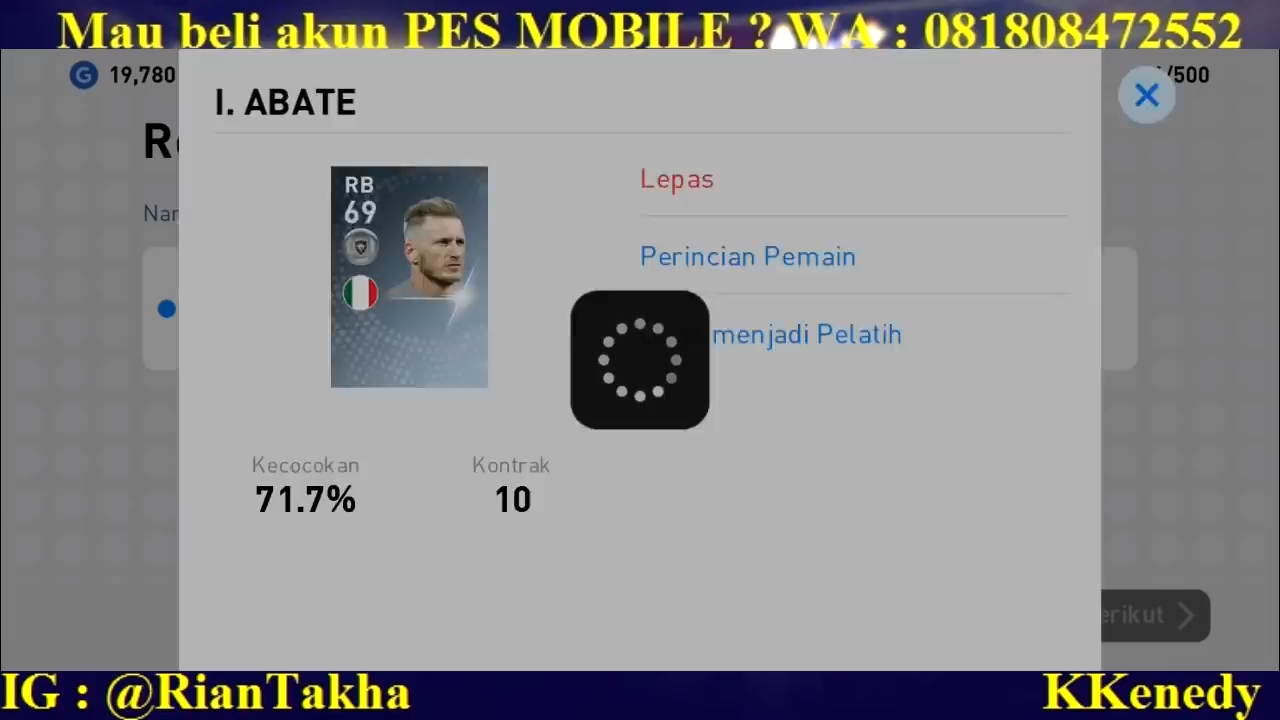 Mau beli akun PES MOBILE ? WA : 081808472552
19,780
/500
I. ABATE
RB
69
Lepas
Perincian Pemain
menjadi Pelatih
Nar
Kecocokan
Kontrak
71.7%
10
erikut
IG : @RianTakha
KKenedy